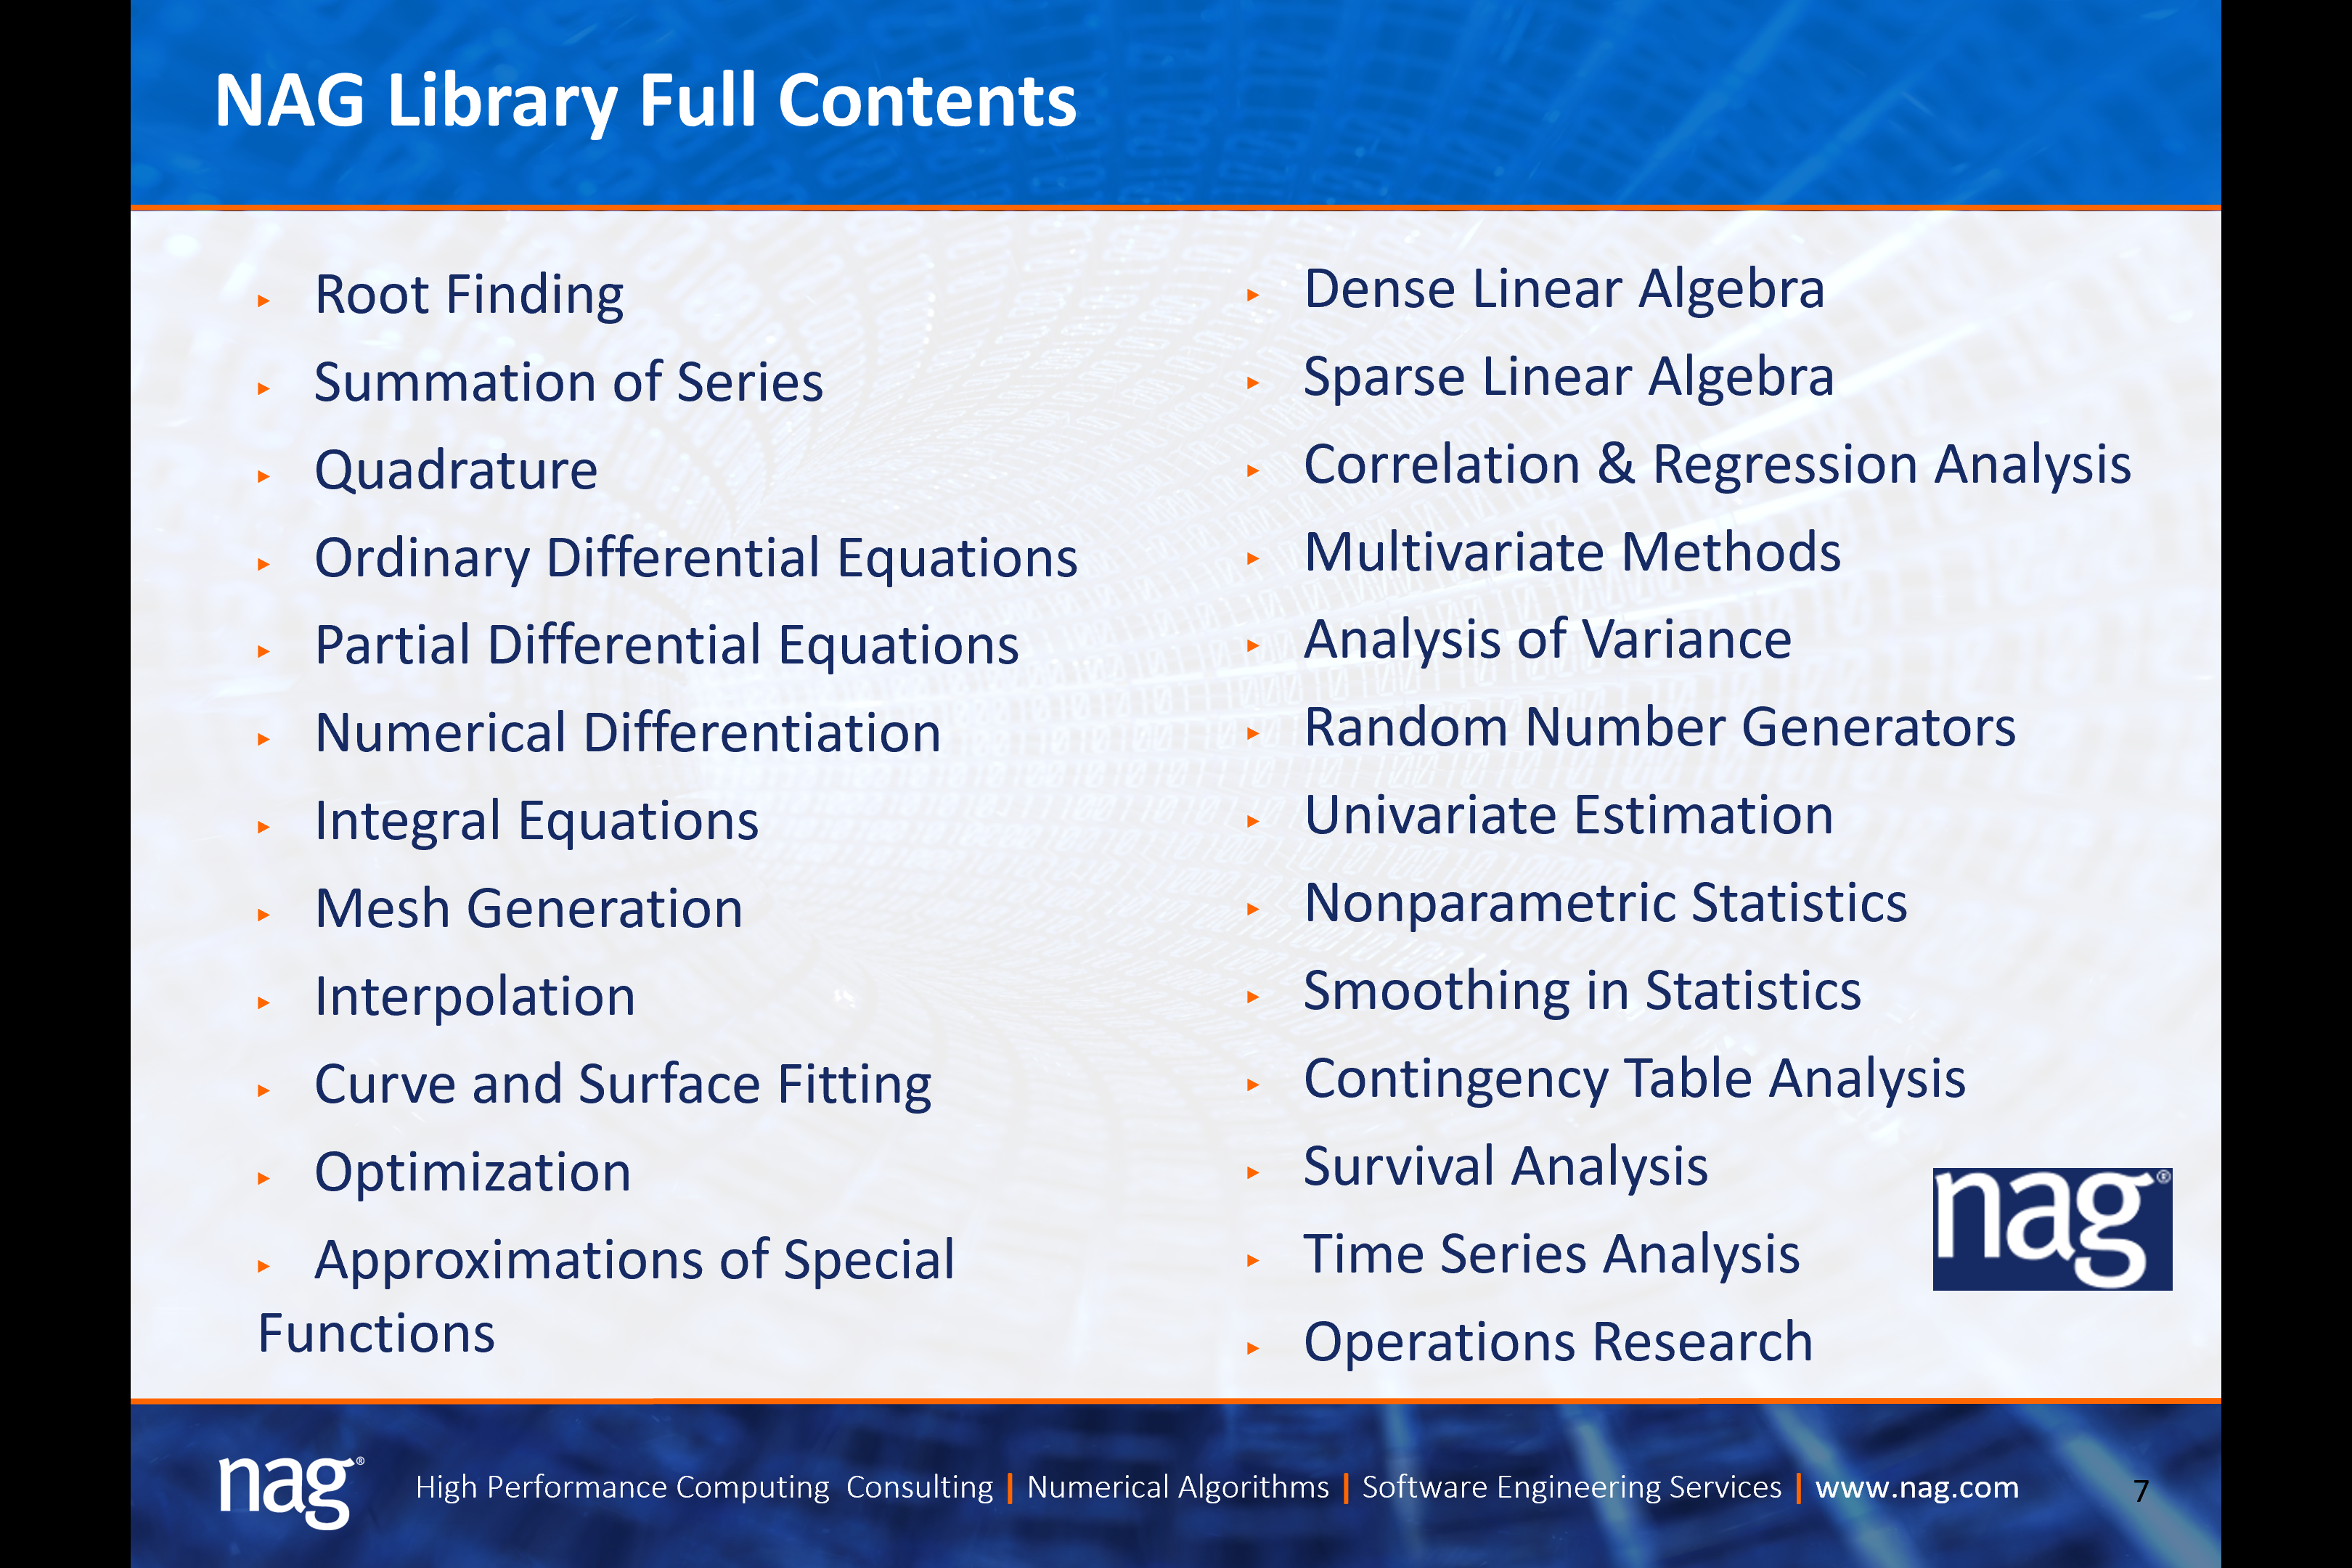 NAG Library Full Contents
Root Finding
Summation of Series
Quadrature
Ordinary Differential Equations
Partial Differential Equations
Numerical Differentiation
Integral Equations
Mesh Generation
Interpolation
Curve and Surface Fitting
Optimization
Approximations of Special
Functions
Dense Linear Algebra
Sparse Linear Algebra
Correlation & Regression Analysis
Multivariate Methods
Analysis of Variance
Random Number Generators
Univariate Estimation
Nonparametric Statistics
Smoothing in Statistics
Contingency Table Analysis
Survival Analysis
Time Series Analysis
Operations Research
nag®
nag®
High Performance Computing Consulting | Numerical Algorithms | Software Engineering Services | www.nag.com
7